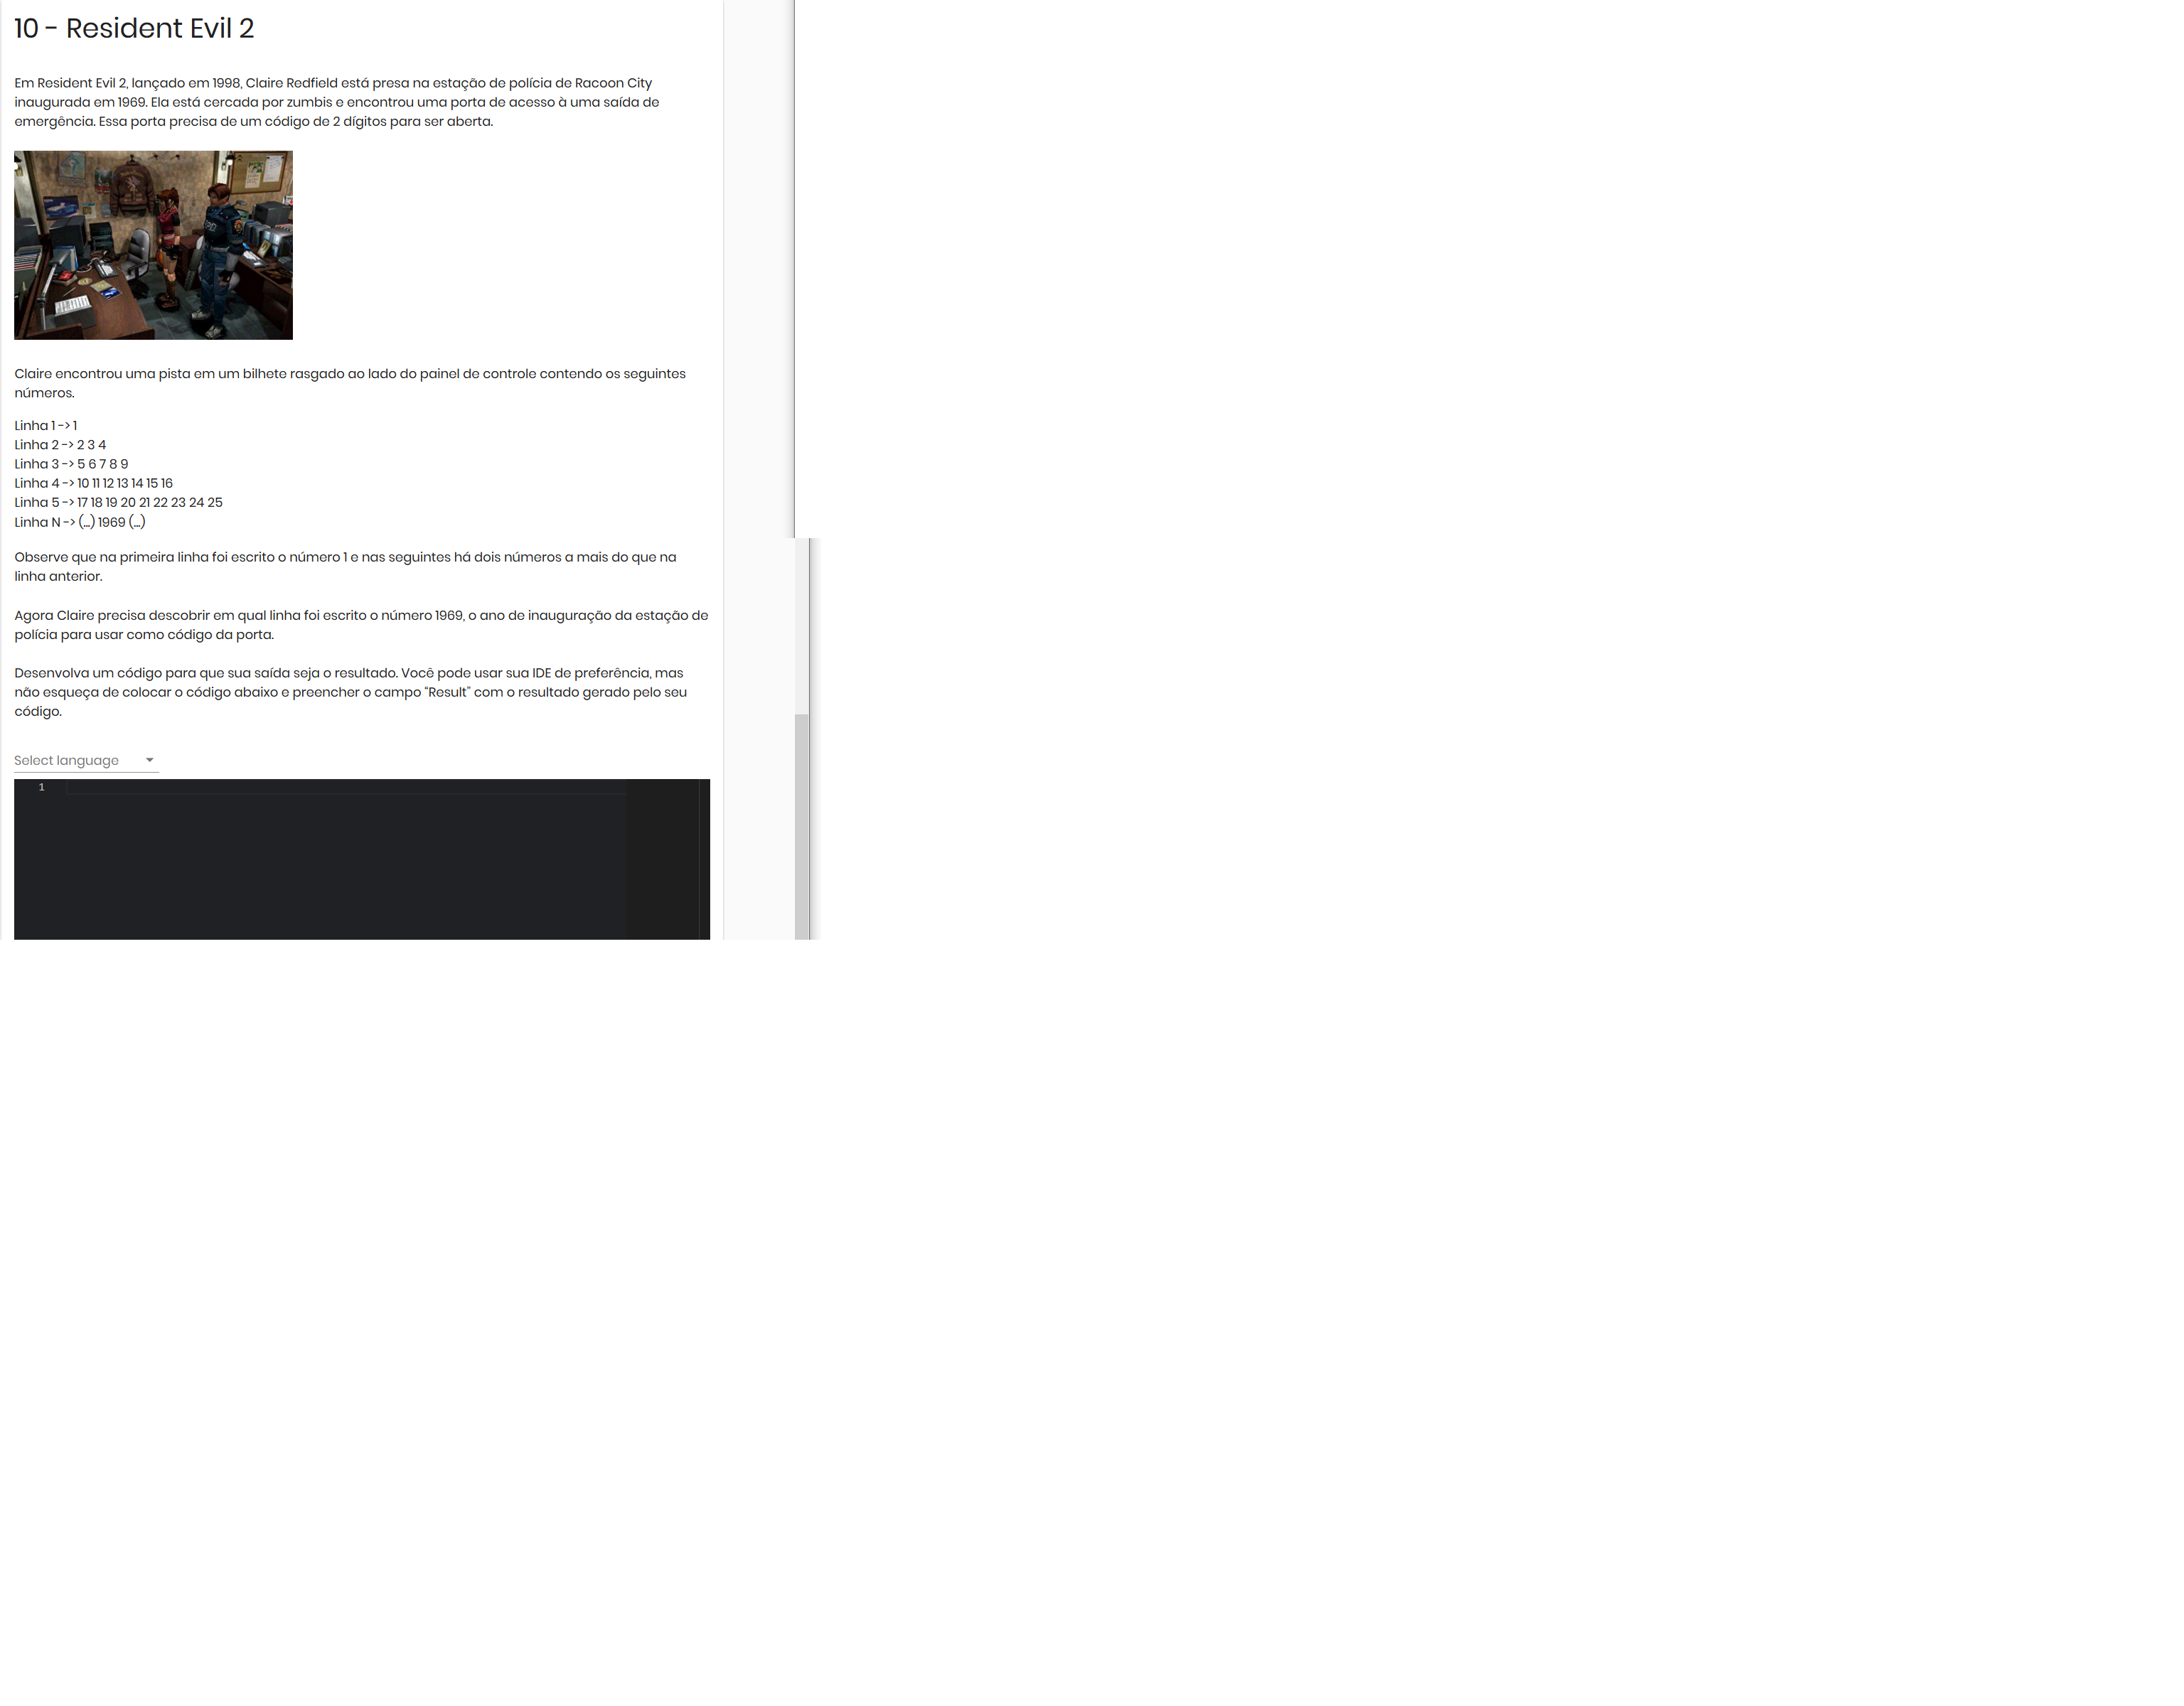 10 - Resident Evil 2
Em Resident Evil 2, lançado em 1998, Claire Redfield está presa na estação de polícia de Racoon City
inaugurada em 1969. Ela está cercada por zumbis e encontrou uma porta de acesso à uma saída de
emergência. Essa porta precisa de um código de 2 dígitos para ser aberta.
Claire encontrou uma pista em um bilhete rasgado ao lado do painel de controle contendo os seguintes
números.
Linha 1 -> 1
Linha 2 -> 2 3 4
Linha 3 -> 5 6 7 8 9
Linha 4 -> 10 11 12 13 14 15 16
Linha 5 -> 17 18 19 20 21 22 23 24 25
Linha N -> (...) 1969 (...)
Observe que na primeira linha foi escrito o número 1 e nas seguintes há dois números a mais do que na
linha anterior.
Agora Claire precisa descobrir em qual linha foi escrito o número 1969, o ano de inauguração da estação de
polícia para usar como código da porta.
Desenvolva um código para que sua saída seja o resultado. Você pode usar sua IDE de preferência, mas
não esqueça de colocar o código abaixo e preencher o campo “Result” com o resultado gerado pelo seu
código.
Select language
1